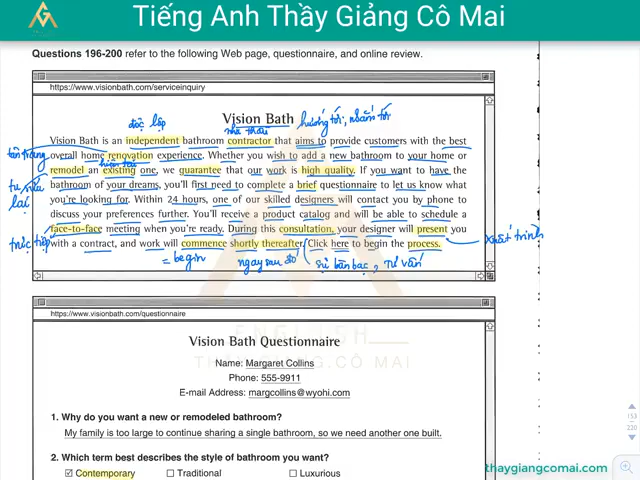 Tiếng Anh Thầy Giảng Cô Mai
Questions 196-200 refer to the following Web page, questionnaire, and online review.
https://www.visionbath.com/serviceinquiry
Vision Bath
độc lập
nhà thầu
hướng tới, nhắm tới
Vision Bath is an independent bathroom contractor that aims to provide customers with the best
tân trang
overall home renovation experience. Whether you wish to add a new bathroom to your home or
hiện tại
remodel an existing one, we guarantee that our work is high quality. If you want to have the
tu sửa lại
bathroom of your dreams, you'll first need to complete a brief questionnaire to let us know what
you're looking for. Within 24 hours, one of our skilled designers will contact you by phone to
discuss your preferences further. You'll receive a product catalog and will be able to schedule a
face-to-face meeting when you're ready. During this consultation, your designer will present you
trực tiếp
with a contract, and work will commence shortly thereafter. Click here to begin the process.
xuất trình
= begin
ngay sau đó
sự bàn bạc, tư vấn
ENGLISH
THẦY GIẢNG.CÔ MAI
https://www.visionbath.com/questionnaire
Vision Bath Questionnaire
Name: Margaret Collins
Phone: 555-9911
E-mail Address: margcollins@wyohi.com
1. Why do you want a new or remodeled bathroom?
My family is too large to continue sharing a single bathroom, so we need another one built.
2. Which term best describes the style of bathroom you want?
☑ Contemporary ☐ Traditional ☐ Luxurious
153
220
thaygiangcomai.com/